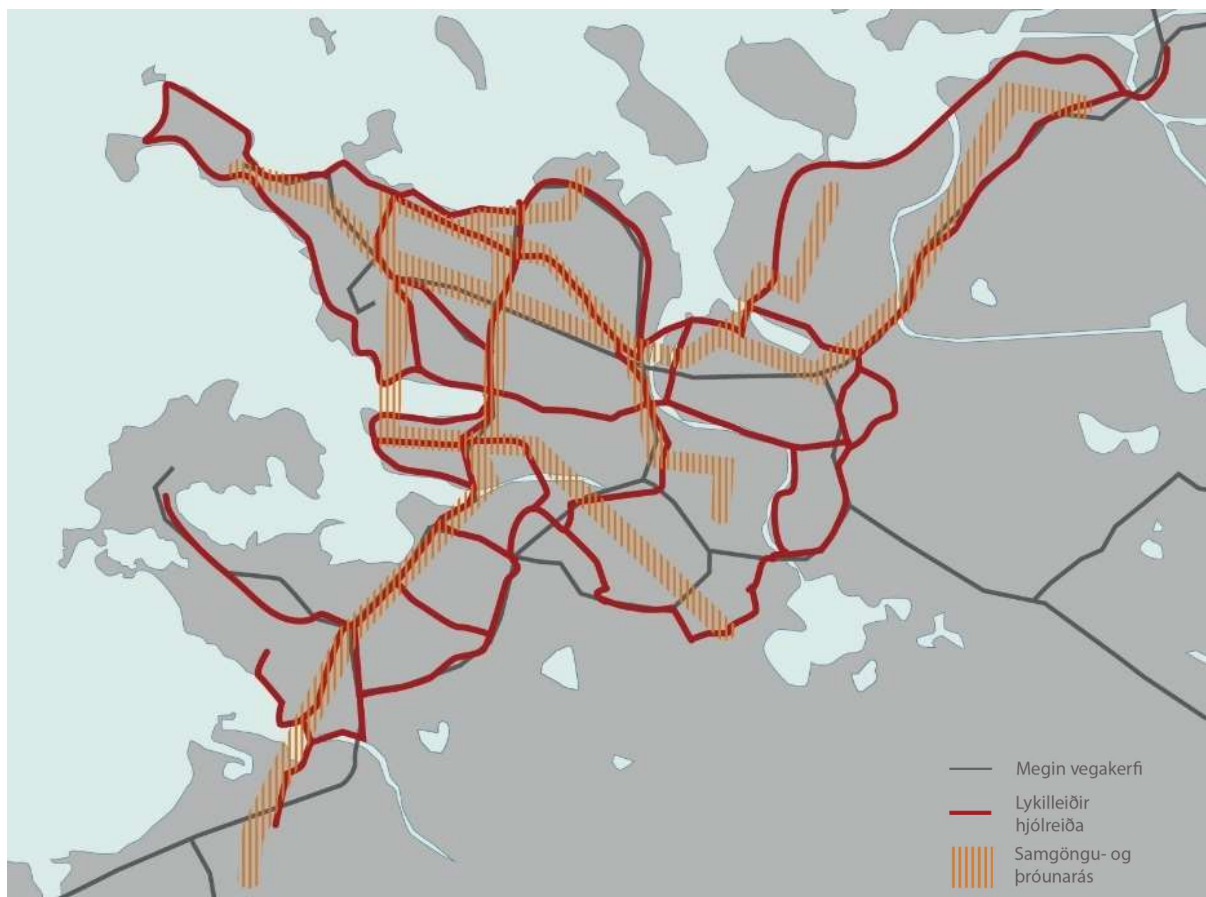 Megin vegakerfi
Lykilleiðir
hjólreiða
Samgöngu- og
þróunarás